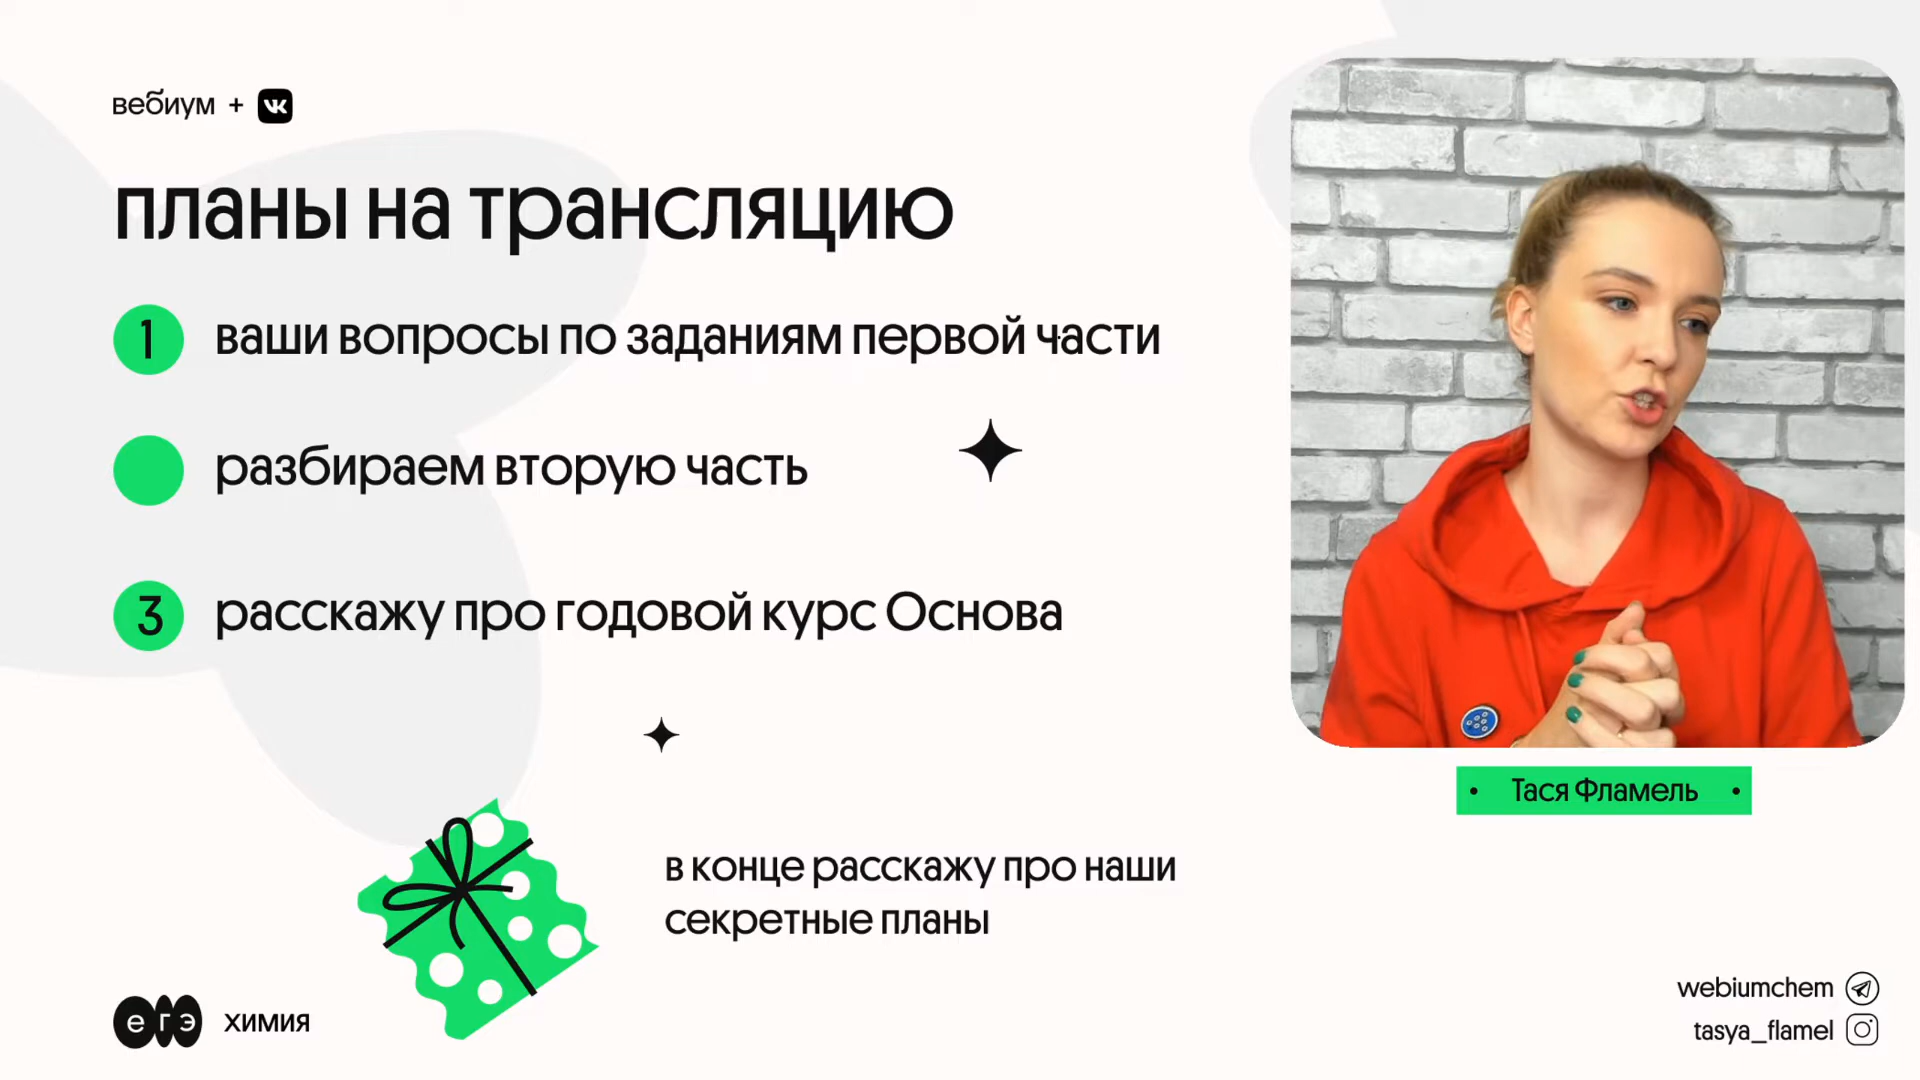 вебиум +
планы на трансляцию
1 ваши вопросы по заданиям первой части
разбираем вторую часть
3 расскажу про годовой курс Основа
в конце расскажу про наши
секретные планы
• Тася Фламель •
егэ химия
webiumchem
tasya_flamel